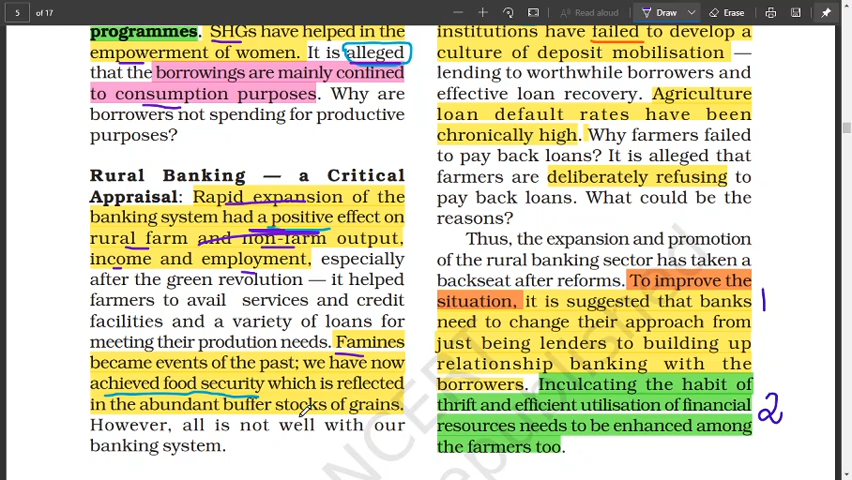 5 of 17
Read aloud
Draw
Erase
programmes. SHGs have helped in the
empowerment of women. It is alleged
that the borrowings are mainly confined
to consumption purposes. Why are
borrowers not spending for productive
purposes?
Rural Banking — a Critical
Appraisal: Rapid expansion of the
banking system had a positive effect on
rural farm and non-farm output,
income and employment, especially
after the green revolution — it helped
farmers to avail services and credit
facilities and a variety of loans for
meeting their prodution needs. Famines
became events of the past; we have now
achieved food security which is reflected
in the abundant buffer stocks of grains.
However, all is not well with our
banking system.
institutions have failed to develop a
culture of deposit mobilisation —
lending to worthwhile borrowers and
effective loan recovery. Agriculture
loan default rates have been
chronically high. Why farmers failed
to pay back loans? It is alleged that
farmers are deliberately refusing to
pay back loans. What could be the
reasons?
Thus, the expansion and promotion
of the rural banking sector has taken a
backseat after reforms. To improve the
situation, it is suggested that banks 1
need to change their approach from
just being lenders to building up
relationship banking with the
borrowers. Inculcating the habit of
thrift and efficient utilisation of financial 2
resources needs to be enhanced among
the farmers too.
NCERT
republished